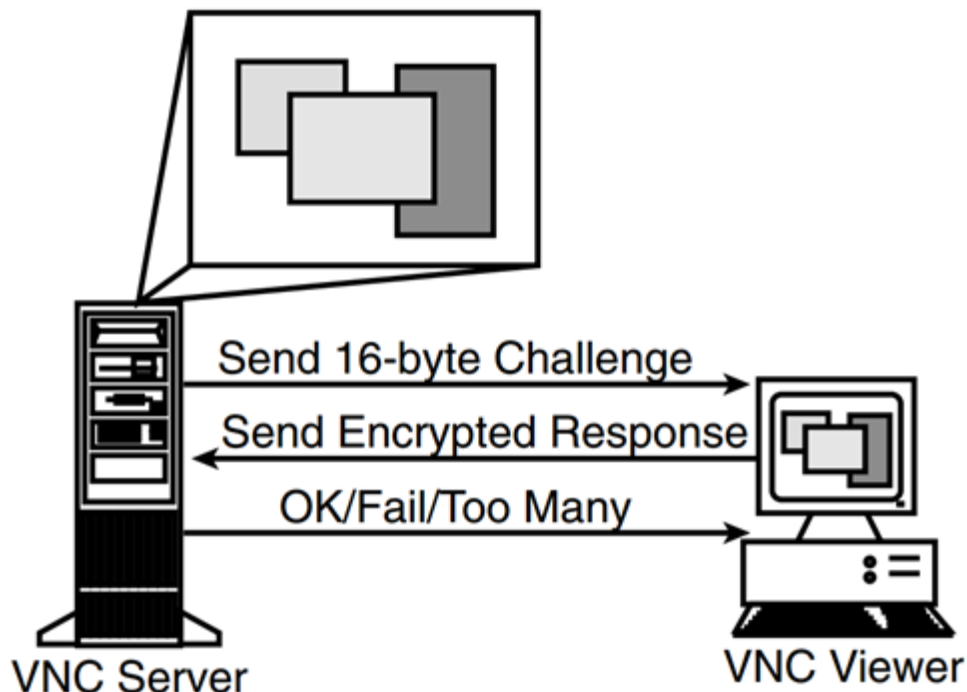 Send 16-byte Challenge
Send Encrypted Response
OK/Fail/Too Many
VNC Server
VNC Viewer